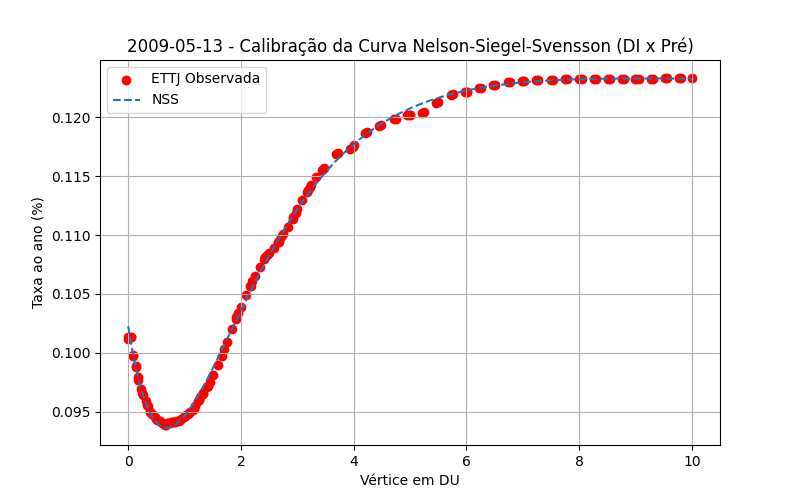 2009-05-13 - Calibração da Curva Nelson-Siegel-Svensson (DI x Pré)
ETTJ Observada
NSS
Taxa ao ano (%)
0.120
0.115
0.110
0.105
0.100
0.095
0 2 4 6 8 10
Vértice em DU